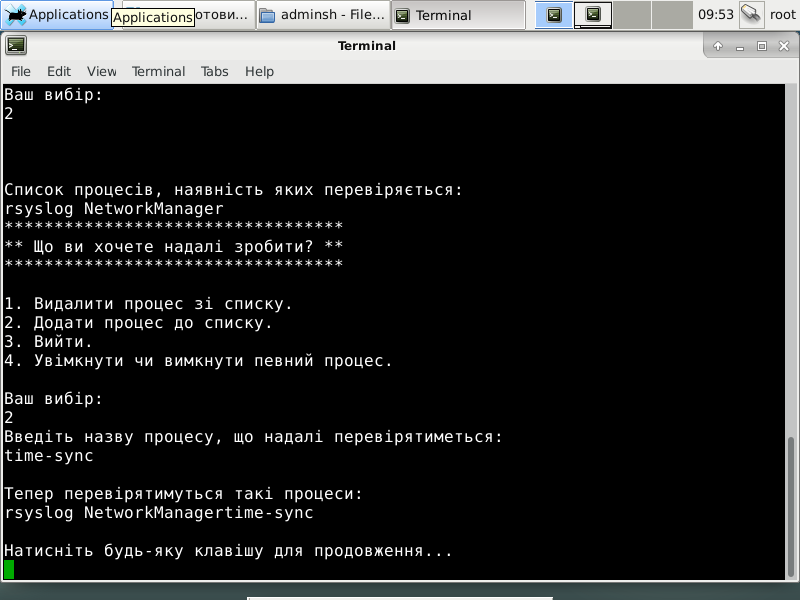 Applications
Applications
отови...
adminsh - File...
Terminal
09:53
root
Terminal
File Edit View Terminal Tabs Help
Ваш вибір:
2
Список процесів, наявність яких перевіряється:
rsyslog NetworkManager
**********************************
** Що ви хочете надалі зробити? **
**********************************
1. Видалити процес зі списку.
2. Додати процес до списку.
3. Вийти.
4. Увімкнути чи вимкнути певний процес.
Ваш вибір:
2
Введіть назву процесу, що надалі перевірятиметься:
time-sync
Тепер перевірятимуться такі процеси:
rsyslog NetworkManagertime-sync
Натисніть будь-яку клавішу для продовження...